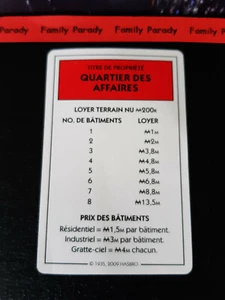 Family Parody Family Parody Family Parody
TITRE DE PROPRIÉTÉ
QUARTIER DES
AFFAIRES
LOYER TERRAIN NU ₩200K
NO. DE BÂTIMENTS LOYER
1 ₩1M
2 ₩2M
3 ₩3,8M
4 ₩4,8M
5 ₩5,8M
6 ₩6,8M
7 ₩8,8M
8 ₩13,5M
PRIX DES BÂTIMENTS
Résidentiel = ₩1,5M par bâtiment.
Industriel = ₩3M par bâtiment.
Gratte-ciel = ₩4M chacun.
© 1935, 2009 HASBRO